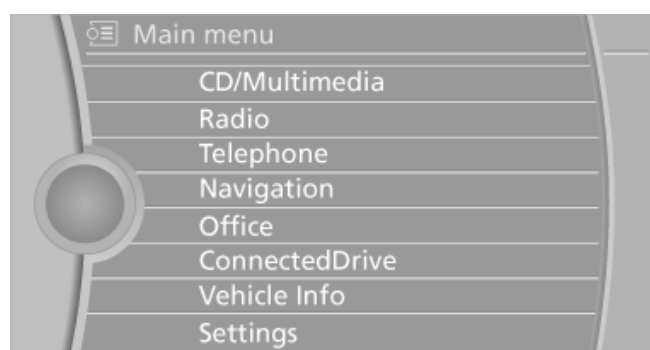 Main menu
CD/Multimedia
Radio
Telephone
Navigation
Office
ConnectedDrive
Vehicle Info
Settings